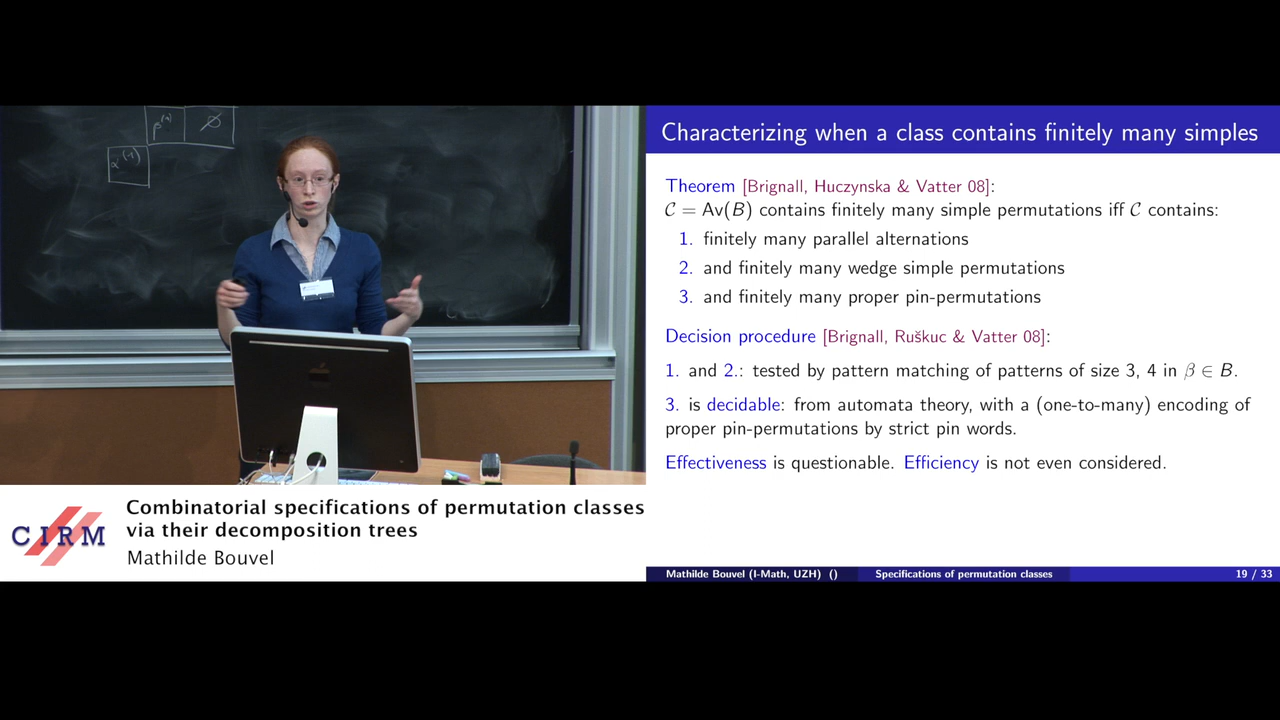 β⁽⁺⁾ ∅
α⁽⁻¹⁾
Characterizing when a class contains finitely many simples
Theorem [Brignall, Huczynska & Vatter 08]:
𝒞 = Av(B) contains finitely many simple permutations iff 𝒞 contains:
1. finitely many parallel alternations
2. and finitely many wedge simple permutations
3. and finitely many proper pin-permutations
Decision procedure [Brignall, Ruškuc & Vatter 08]:
1. and 2.: tested by pattern matching of patterns of size 3, 4 in β ∈ B.
3. is decidable: from automata theory, with a (one-to-many) encoding of
proper pin-permutations by strict pin words.
Effectiveness is questionable. Efficiency is not even considered.
Mathilde Bouvel (I-Math, UZH) () Specifications of permutation classes 19 / 33
CIRM
Combinatorial specifications of permutation classes
via their decomposition trees
Mathilde Bouvel